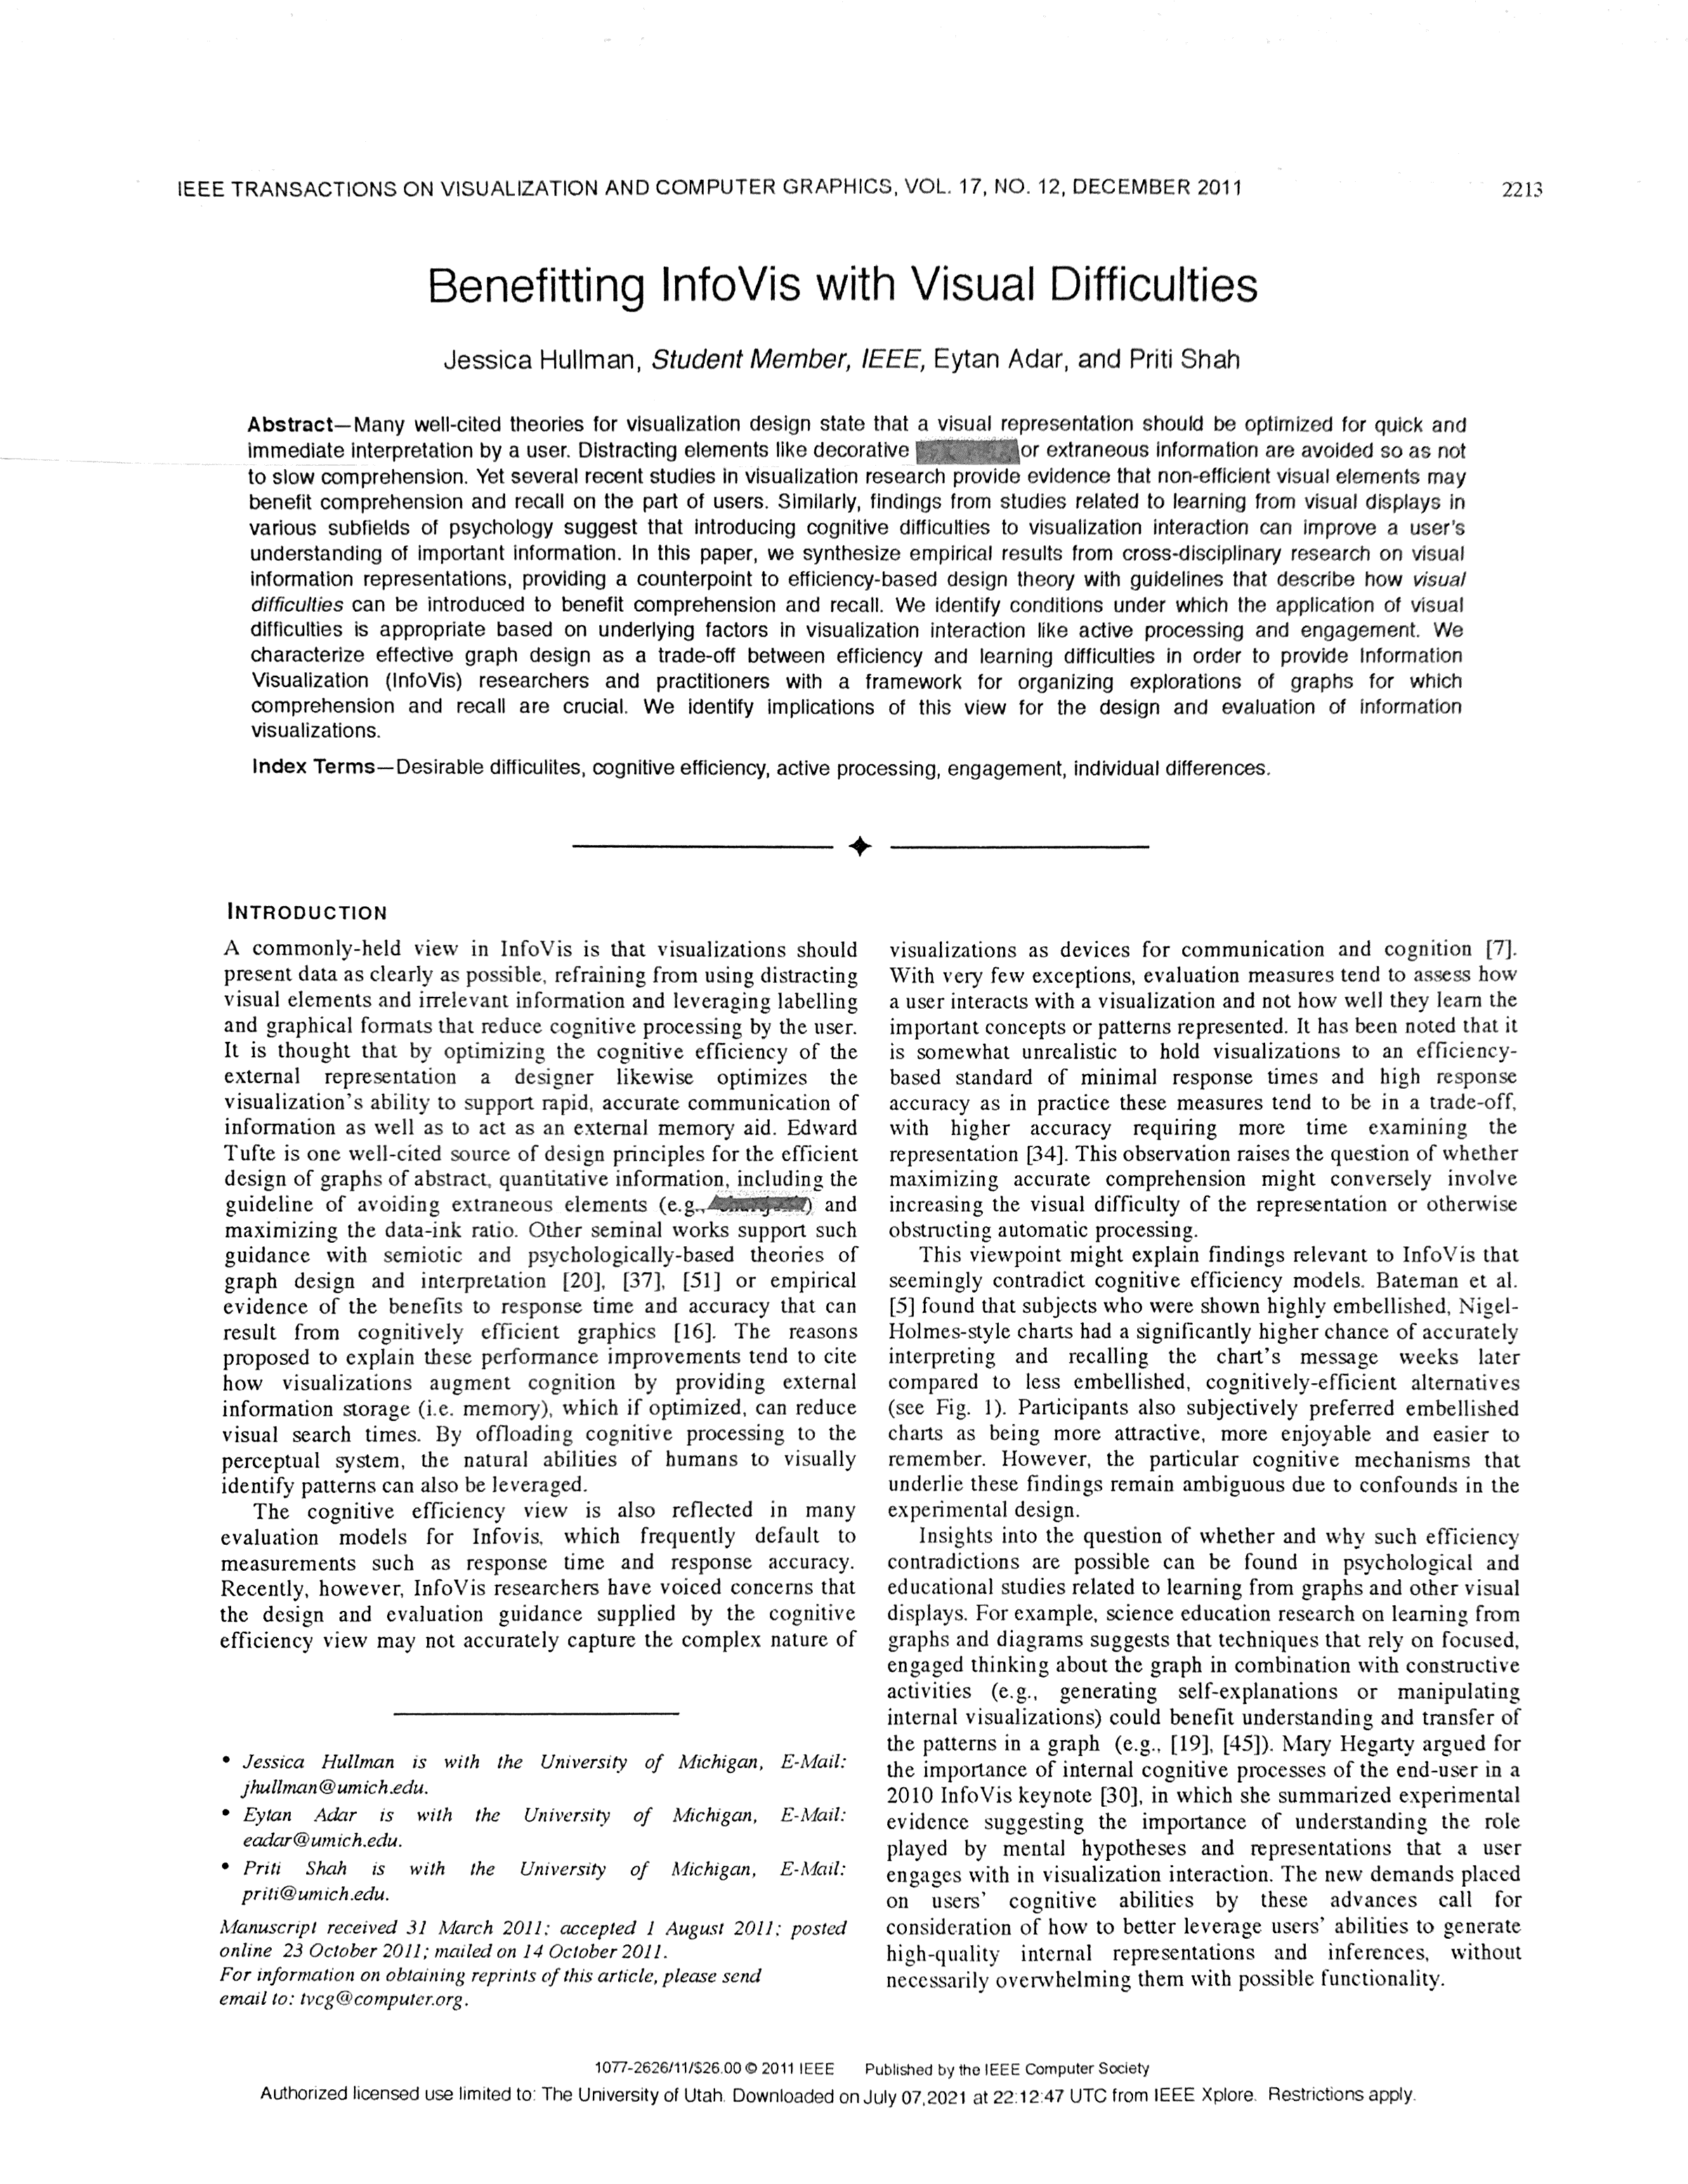 IEEE TRANSACTIONS ON VISUALIZATION AND COMPUTER GRAPHICS, VOL. 17, NO. 12, DECEMBER 2011 2213
Benefitting InfoVis with Visual Difficulties
Jessica Hullman, Student Member, IEEE, Eytan Adar, and Priti Shah
Abstract—Many well-cited theories for visualization design state that a visual representation should be optimized for quick and
immediate interpretation by a user. Distracting elements like decorative or extraneous information are avoided so as not
to slow comprehension. Yet several recent studies in visualization research provide evidence that non-efficient visual elements may
benefit comprehension and recall on the part of users. Similarly, findings from studies related to learning from visual displays in
various subfields of psychology suggest that introducing cognitive difficulties to visualization interaction can improve a user's
understanding of important information. In this paper, we synthesize empirical results from cross-disciplinary research on visual
information representations, providing a counterpoint to efficiency-based design theory with guidelines that describe how visual
difficulties can be introduced to benefit comprehension and recall. We identify conditions under which the application of visual
difficulties is appropriate based on underlying factors in visualization interaction like active processing and engagement. We
characterize effective graph design as a trade-off between efficiency and learning difficulties in order to provide Information
Visualization (InfoVis) researchers and practitioners with a framework for organizing explorations of graphs for which
comprehension and recall are crucial. We identify implications of this view for the design and evaluation of information
visualizations.
Index Terms—Desirable difficulites, cognitive efficiency, active processing, engagement, individual differences.
INTRODUCTION
A commonly-held view in InfoVis is that visualizations should
present data as clearly as possible, refraining from using distracting
visual elements and irrelevant information and leveraging labelling
and graphical formats that reduce cognitive processing by the user.
It is thought that by optimizing the cognitive efficiency of the
external representation a designer likewise optimizes the
visualization's ability to support rapid, accurate communication of
information as well as to act as an external memory aid. Edward
Tufte is one well-cited source of design principles for the efficient
design of graphs of abstract, quantitative information, including the
guideline of avoiding extraneous elements (e.g., ) and
maximizing the data-ink ratio. Other seminal works support such
guidance with semiotic and psychologically-based theories of
graph design and interpretation [20], [37], [51] or empirical
evidence of the benefits to response time and accuracy that can
result from cognitively efficient graphics [16]. The reasons
proposed to explain these performance improvements tend to cite
how visualizations augment cognition by providing external
information storage (i.e. memory), which if optimized, can reduce
visual search times. By offloading cognitive processing to the
perceptual system, the natural abilities of humans to visually
identify patterns can also be leveraged.
The cognitive efficiency view is also reflected in many
evaluation models for Infovis, which frequently default to
measurements such as response time and response accuracy.
Recently, however, InfoVis researchers have voiced concerns that
the design and evaluation guidance supplied by the cognitive
efficiency view may not accurately capture the complex nature of
• Jessica Hullman is with the University of Michigan, E-Mail:
jhullman@umich.edu.
• Eytan Adar is with the University of Michigan, E-Mail:
eadar@umich.edu.
• Priti Shah is with the University of Michigan, E-Mail:
priti@umich.edu.
Manuscript received 31 March 2011; accepted 1 August 2011; posted
online 23 October 2011; mailed on 14 October 2011.
For information on obtaining reprints of this article, please send
email to: tvcg@computer.org.
visualizations as devices for communication and cognition [7].
With very few exceptions, evaluation measures tend to assess how
a user interacts with a visualization and not how well they learn the
important concepts or patterns represented. It has been noted that it
is somewhat unrealistic to hold visualizations to an efficiency-
based standard of minimal response times and high response
accuracy as in practice these measures tend to be in a trade-off,
with higher accuracy requiring more time examining the
representation [34]. This observation raises the question of whether
maximizing accurate comprehension might conversely involve
increasing the visual difficulty of the representation or otherwise
obstructing automatic processing.
This viewpoint might explain findings relevant to InfoVis that
seemingly contradict cognitive efficiency models. Bateman et al.
[5] found that subjects who were shown highly embellished, Nigel-
Holmes-style charts had a significantly higher chance of accurately
interpreting and recalling the chart's message weeks later
compared to less embellished, cognitively-efficient alternatives
(see Fig. 1). Participants also subjectively preferred embellished
charts as being more attractive, more enjoyable and easier to
remember. However, the particular cognitive mechanisms that
underlie these findings remain ambiguous due to confounds in the
experimental design.
Insights into the question of whether and why such efficiency
contradictions are possible can be found in psychological and
educational studies related to learning from graphs and other visual
displays. For example, science education research on learning from
graphs and diagrams suggests that techniques that rely on focused,
engaged thinking about the graph in combination with constructive
activities (e.g., generating self-explanations or manipulating
internal visualizations) could benefit understanding and transfer of
the patterns in a graph (e.g., [19], [45]). Mary Hegarty argued for
the importance of internal cognitive processes of the end-user in a
2010 InfoVis keynote [30], in which she summarized experimental
evidence suggesting the importance of understanding the role
played by mental hypotheses and representations that a user
engages with in visualization interaction. The new demands placed
on users' cognitive abilities by these advances call for
consideration of how to better leverage users' abilities to generate
high-quality internal representations and inferences, without
necessarily overwhelming them with possible functionality.
1077-2626/11/$26.00 © 2011 IEEE Published by the IEEE Computer Society
Authorized licensed use limited to: The University of Utah. Downloaded on July 07,2021 at 22:12:47 UTC from IEEE Xplore. Restrictions apply.